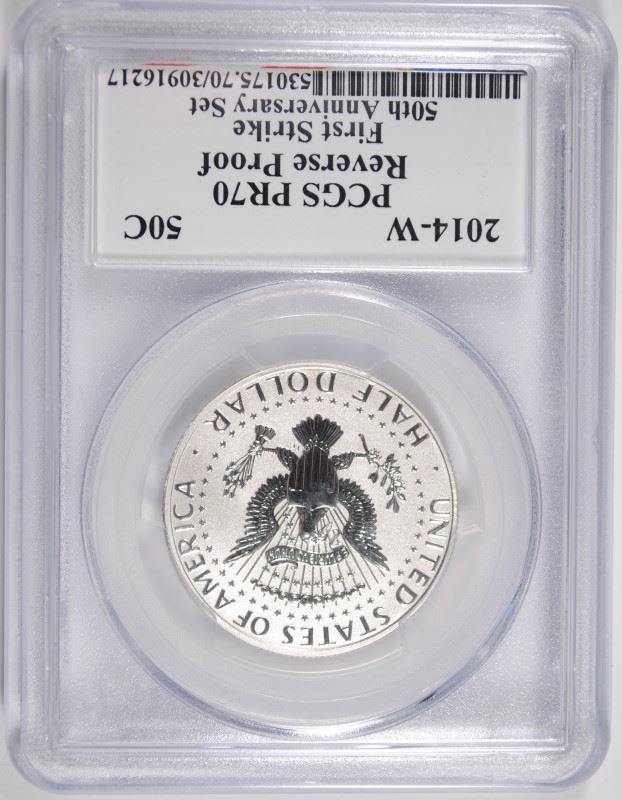 2014-W 50C
PCGS PR70
Reverse Proof
First Strike
50th Anniversary Set
530175.70/30916217
UNITED STATES OF AMERICA
· HALF DOLLAR ·